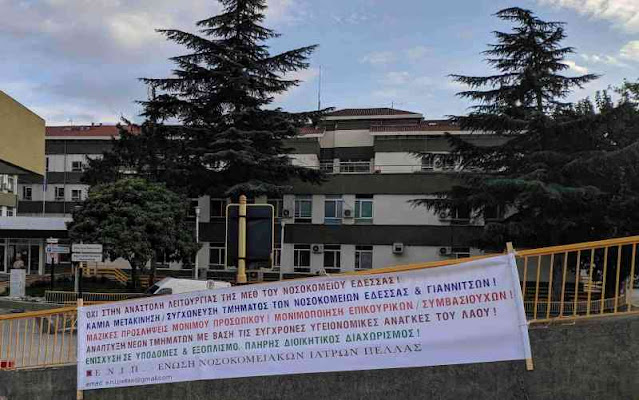 ΟΧΙ ΣΤΗΝ ΑΝΑΣΤΟΛΗ ΛΕΙΤΟΥΡΓΙΑΣ ΤΗΣ ΜΕΘ ΤΟΥ ΝΟΣΟΚΟΜΕΙΟΥ ΕΔΕΣΣΑΣ!
ΚΑΜΙΑ ΜΕΤΑΚΙΝΗΣΗ / ΣΥΓΧΩΝΕΥΣΗ ΤΜΗΜΑΤΟΣ ΤΩΝ ΝΟΣΟΚΟΜΕΙΩΝ ΕΔΕΣΣΑΣ & ΓΙΑΝΝΙΤΣΩΝ!
ΜΑΖΙΚΕΣ ΠΡΟΣΛΗΨΕΙΣ ΜΟΝΙΜΟΥ ΠΡΟΣΩΠΙΚΟΥ! ΜΟΝΙΜΟΠΟΙΗΣΗ ΕΠΙΚΟΥΡΙΚΩΝ / ΣΥΜΒΑΣΙΟΥΧΩΝ!
ΑΝΑΠΤΥΞΗ ΝΕΩΝ ΤΜΗΜΑΤΩΝ ΜΕ ΒΑΣΗ ΤΙΣ ΣΥΓΧΡΟΝΕΣ ΥΓΕΙΟΝΟΜΙΚΕΣ ΑΝΑΓΚΕΣ ΤΟΥ ΛΑΟΥ!
ΕΝΙΣΧΥΣΗ ΣΕ ΥΠΟΔΟΜΕΣ & ΕΞΟΠΛΙΣΜΟ. ΠΛΗΡΗΣ ΔΙΟΙΚΗΤΙΚΟΣ ΔΙΑΧΩΡΙΣΜΟΣ!
Ε.Ν.Ι.Π. ΕΝΩΣΗ ΝΟΣΟΚΟΜΕΙΑΚΩΝ ΙΑΤΡΩΝ ΠΕΛΛΑΣ